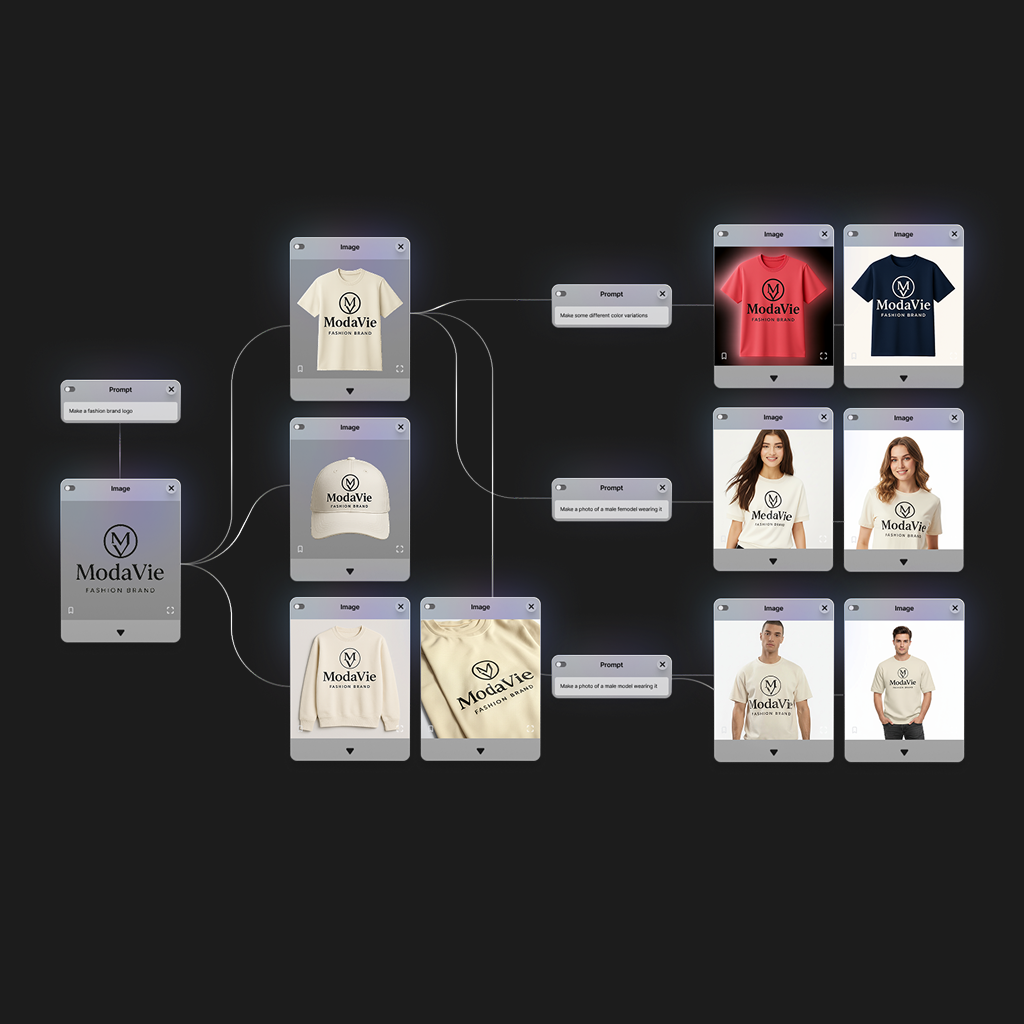 Prompt
Make a fashion brand logo
Image
ModaVie
FASHION BRAND
Image
ModaVie
FASHION BRAND
Image
ModaVie
FASHION BRAND
Image
ModaVie
FASHION BRAND
Image
ModaVie
FASHION BRAND
Prompt
Make some different color variations
Image
ModaVie
FASHION BRAND
Image
ModaVie
FASHION BRAND
Prompt
Make a photo of a male femodel wearing it
Image
MedaVie
FASHION BRAND
Image
ModaVie
FASHION BRAND
Prompt
Make a photo of a male model wearing it
Image
ModaVi
FASHION BRAND
Image
ModaVie
FASHION BRAND